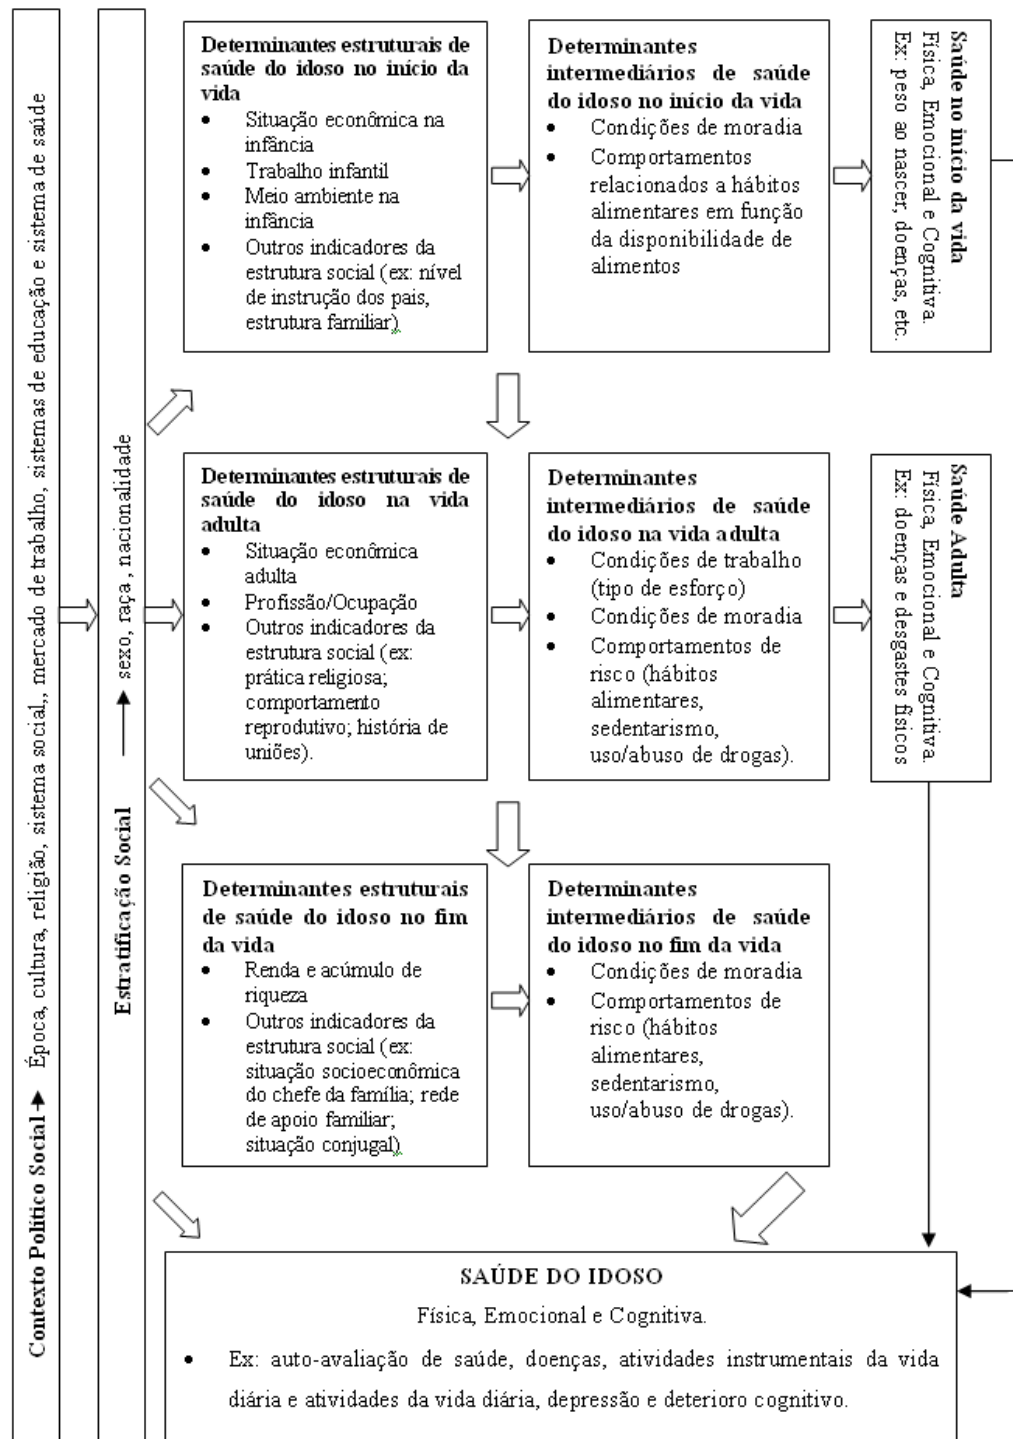 Contexto Político Social → Época, cultura, religião, sistema social,, mercado de trabalho, sistemas de educação e sistema de saúde
Estratificação Social → sexo, raça , nacionalidade
Determinantes estruturais de
saúde do idoso no início da
vida
• Situação econômica na
infância
• Trabalho infantil
• Meio ambiente na
infância
• Outros indicadores da
estrutura social (ex: nível
de instrução dos pais,
estrutura familiar)
Determinantes
intermediários de saúde
do idoso no início da vida
• Condições de moradia
• Comportamentos
relacionados a hábitos
alimentares em função
da disponibilidade de
alimentos
Saúde no início da vida
Física, Emocional e Cognitiva.
Ex: peso ao nascer, doenças, etc.
Determinantes estruturais de
saúde do idoso na vida
adulta
• Situação econômica
adulta
• Profissão/Ocupação
• Outros indicadores da
estrutura social (ex:
prática religiosa;
comportamento
reprodutivo; história de
uniões).
Determinantes
intermediários de saúde
do idoso na vida adulta
• Condições de trabalho
(tipo de esforço)
• Condições de moradia
• Comportamentos de
risco (hábitos
alimentares,
sedentarismo,
uso/abuso de drogas).
Saúde Adulta
Física, Emocional e Cognitiva.
Ex: doenças e desgastes físicos
Determinantes estruturais
de saúde do idoso no fim
da vida
• Renda e acúmulo de
riqueza
• Outros indicadores da
estrutura social (ex:
situação socioeconômica
do chefe da família; rede
de apoio familiar;
situação conjugal)
Determinantes
intermediários de saúde
do idoso no fim da vida
• Condições de moradia
• Comportamentos de
risco (hábitos
alimentares,
sedentarismo,
uso/abuso de drogas).
SAÚDE DO IDOSO
Física, Emocional e Cognitiva.
• Ex: auto-avaliação de saúde, doenças, atividades instrumentais da vida
diária e atividades da vida diária, depressão e deterioro cognitivo.